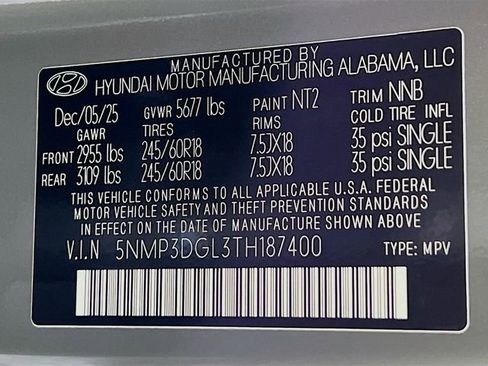 MANUFACTURED BY
HYUNDAI MOTOR MANUFACTURING ALABAMA, LLC
Dec/05/25 GVWR 5677 lbs PAINT NT2 TRIM NNB
GAWR TIRES RIMS COLD TIRE INFL
FRONT 2955 lbs 245/60R18 7.5JX18 35 psi SINGLE
REAR 3109 lbs 245/60R18 7.5JX18 35 psi SINGLE
THIS VEHICLE CONFORMS TO ALL APPLICABLE U.S.A. FEDERAL
MOTOR VEHICLE SAFETY AND THEFT PREVENTION STANDARDS
IN EFFECT ON THE DATE OF MANUFACTURE SHOWN ABOVE.
V.I.N 5NMP3DGL3TH187400 TYPE: MPV